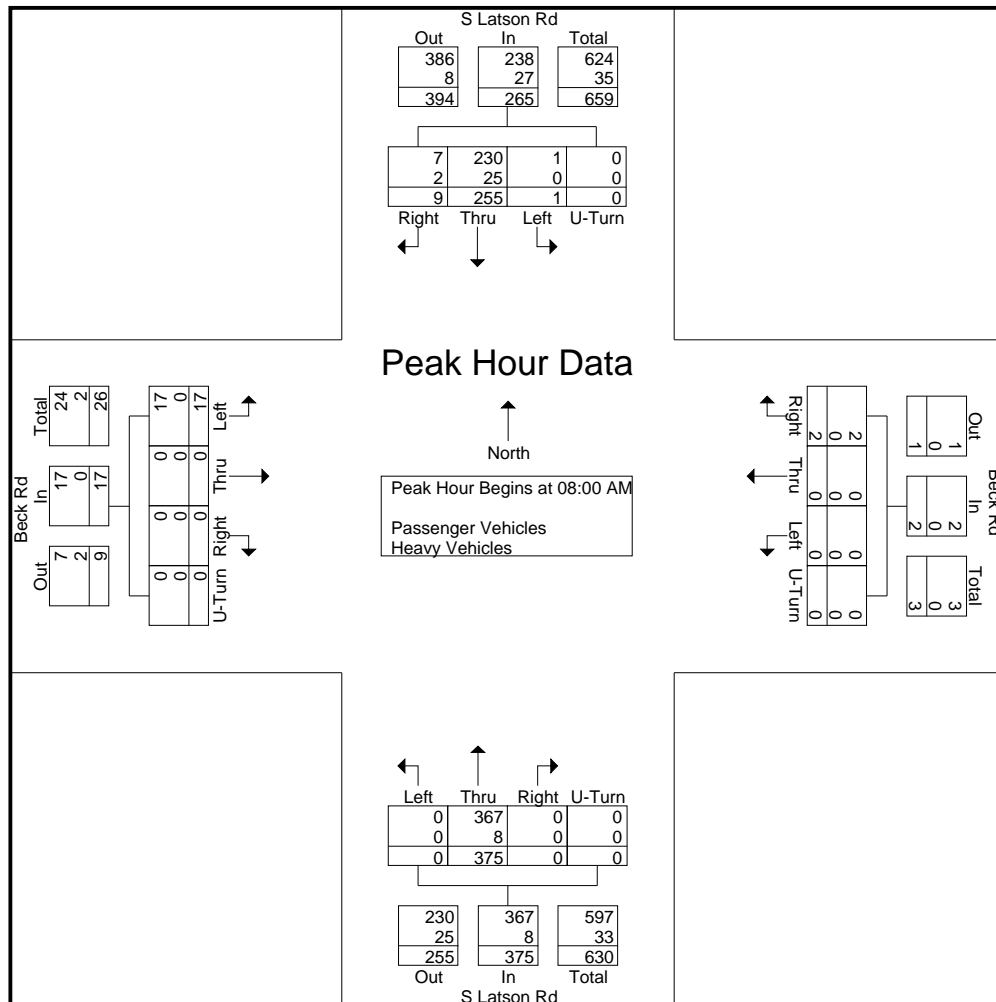 S Latson Rd
Out In Total
386 238 624
8 27 35
394 265 659
7 230 1 0
2 25 0 0
9 255 1 0
Right Thru Left U-Turn
Peak Hour Data
North
Peak Hour Begins at 08:00 AM
Passenger Vehicles
Heavy Vehicles
Beck Rd
Out In Total
7 17 24
2 0 2
9 17 26
17 0 0 0
0 0 0 0
17 0 0 0
Left Thru Right U-Turn
Beck Rd
Out In Total
1 2 3
0 0 0
1 2 3
2 0 0 0
0 0 0 0
2 0 0 0
Right Thru Left U-Turn
Left Thru Right U-Turn
0 367 0 0
0 8 0 0
0 375 0 0
230 367 597
25 8 33
255 375 630
Out In Total
S Latson Rd